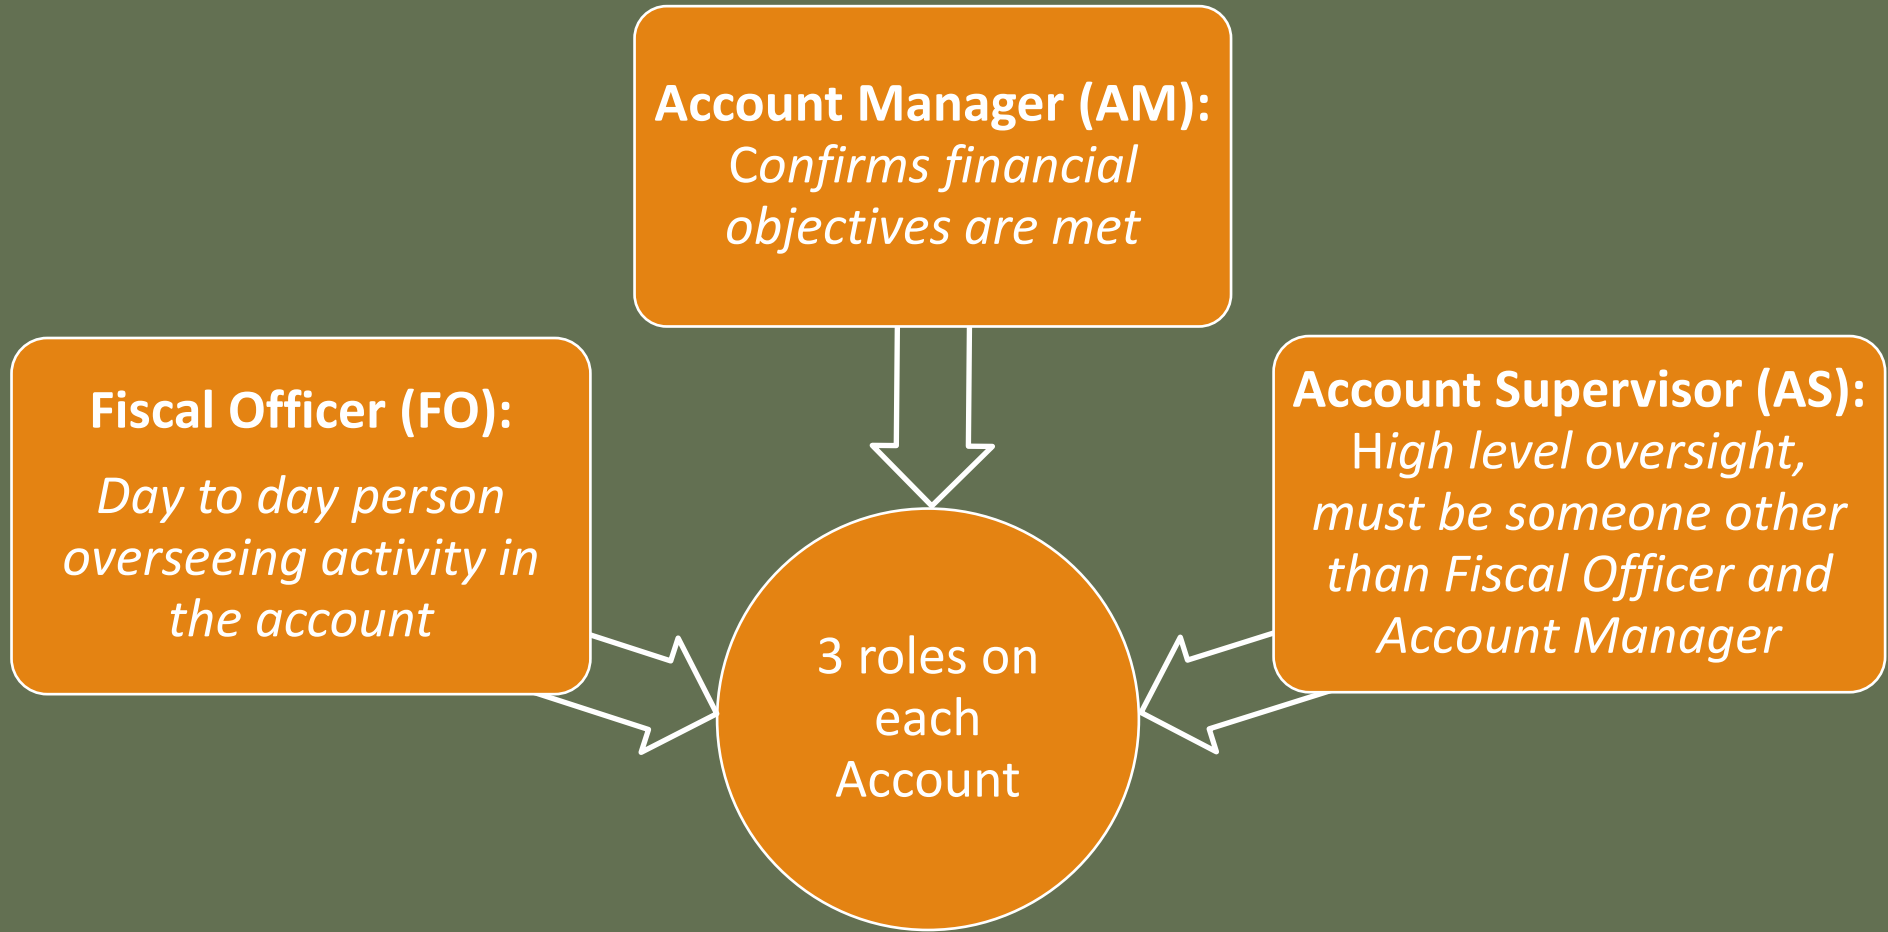 Account Manager (AM):
Confirms financial
objectives are met
Fiscal Officer (FO):
Day to day person
overseeing activity in
the account
Account Supervisor (AS):
High level oversight,
must be someone other
than Fiscal Officer and
Account Manager
3 roles on
each
Account